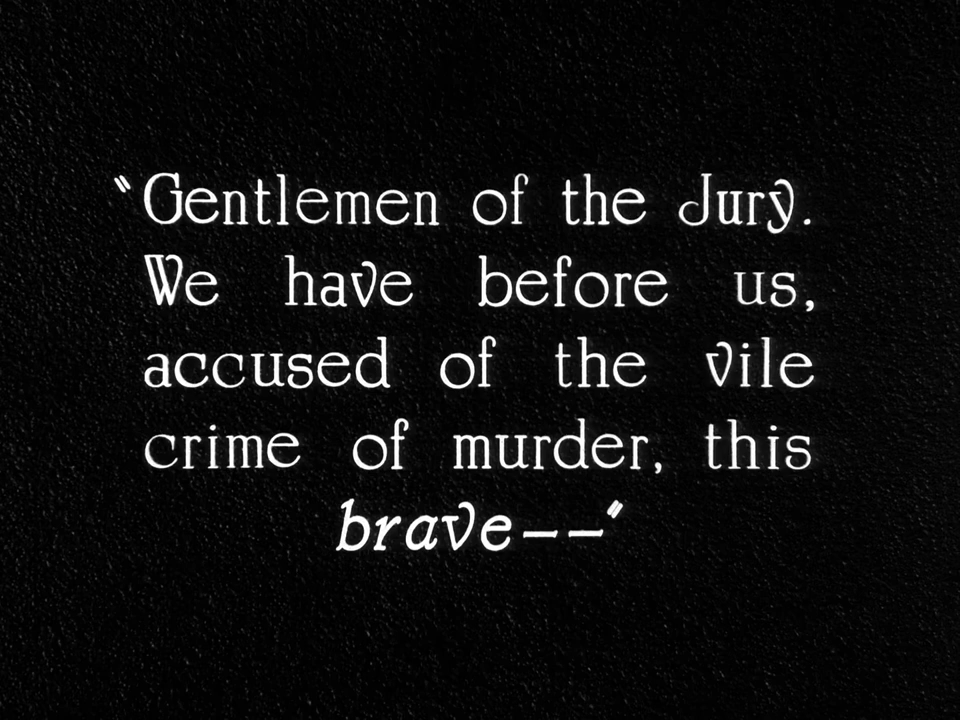 "Gentlemen of the Jury.
We have before us,
accused of the vile
crime of murder, this
brave--"